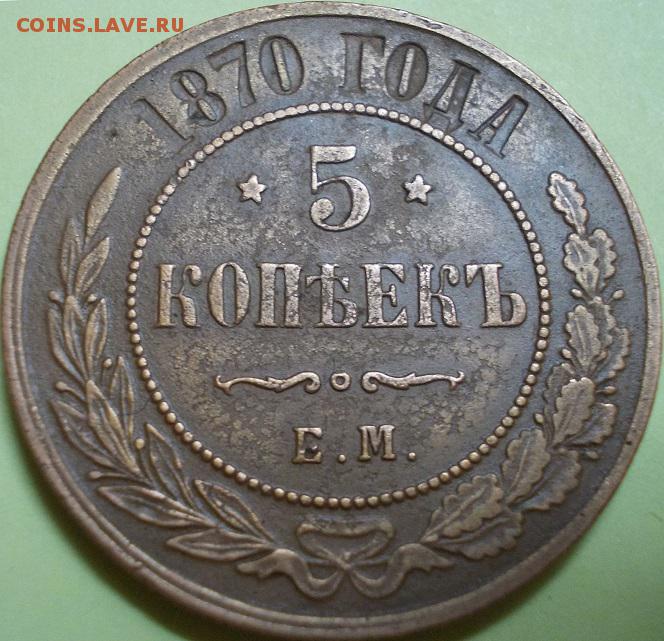 COINS.LAVE.RU
1870 ГОДА
5
КОПѢЕКЪ
Е.М.